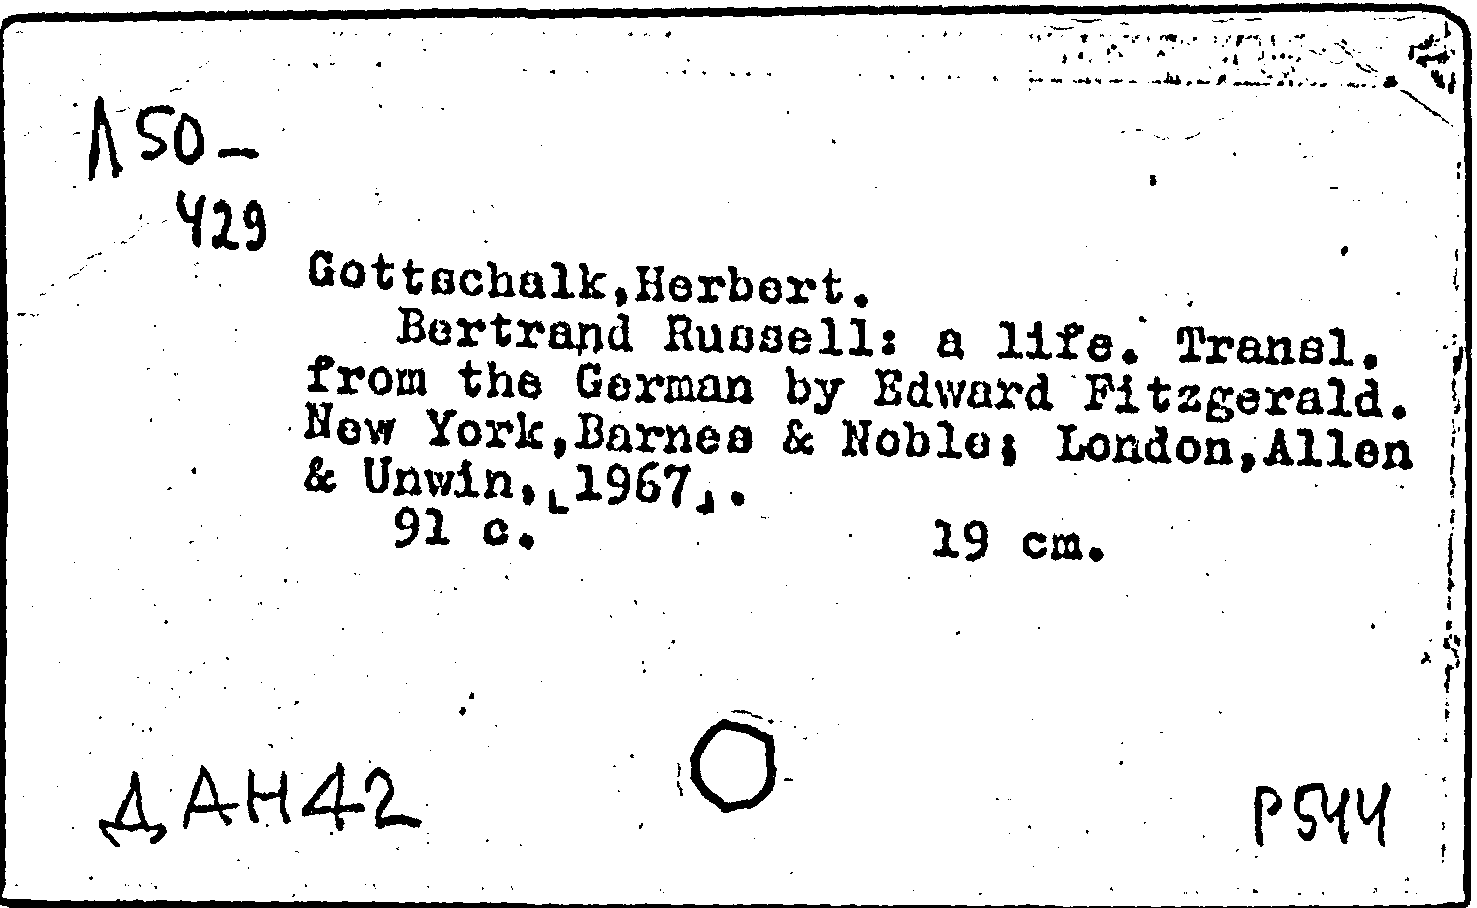 Л50-
429
Gottschalk,Herbert.
Bertrand Russell: a life. Transl.
from the German by Edward Fitzgerald.
New York,Barnes & Noble; London,Allen
& Unwin,[1967].
91 c. 19 cm.
ДАН42
Р544